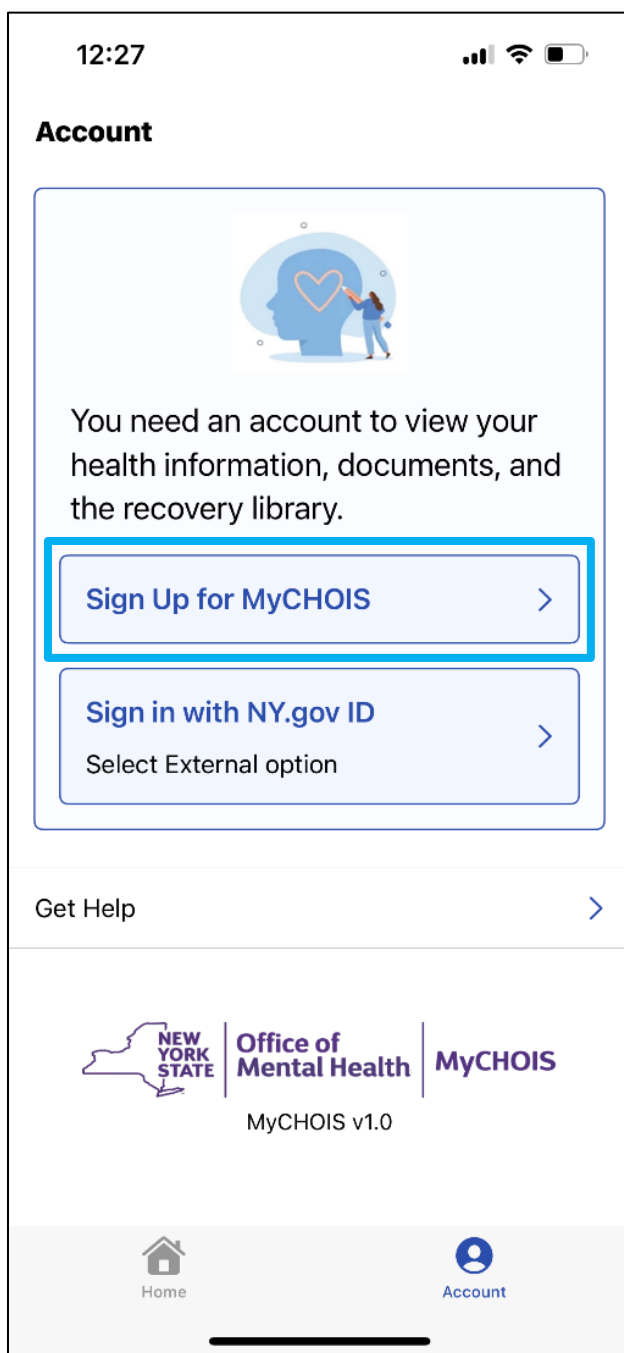 12:27
Account
You need an account to view your
health information, documents, and
the recovery library.
Sign Up for MyCHOIS
Sign in with NY.gov ID
Select External option
Get Help
NEW
YORK
STATE
Office of
Mental Health
MyCHOIS
MyCHOIS v1.0
Home
Account